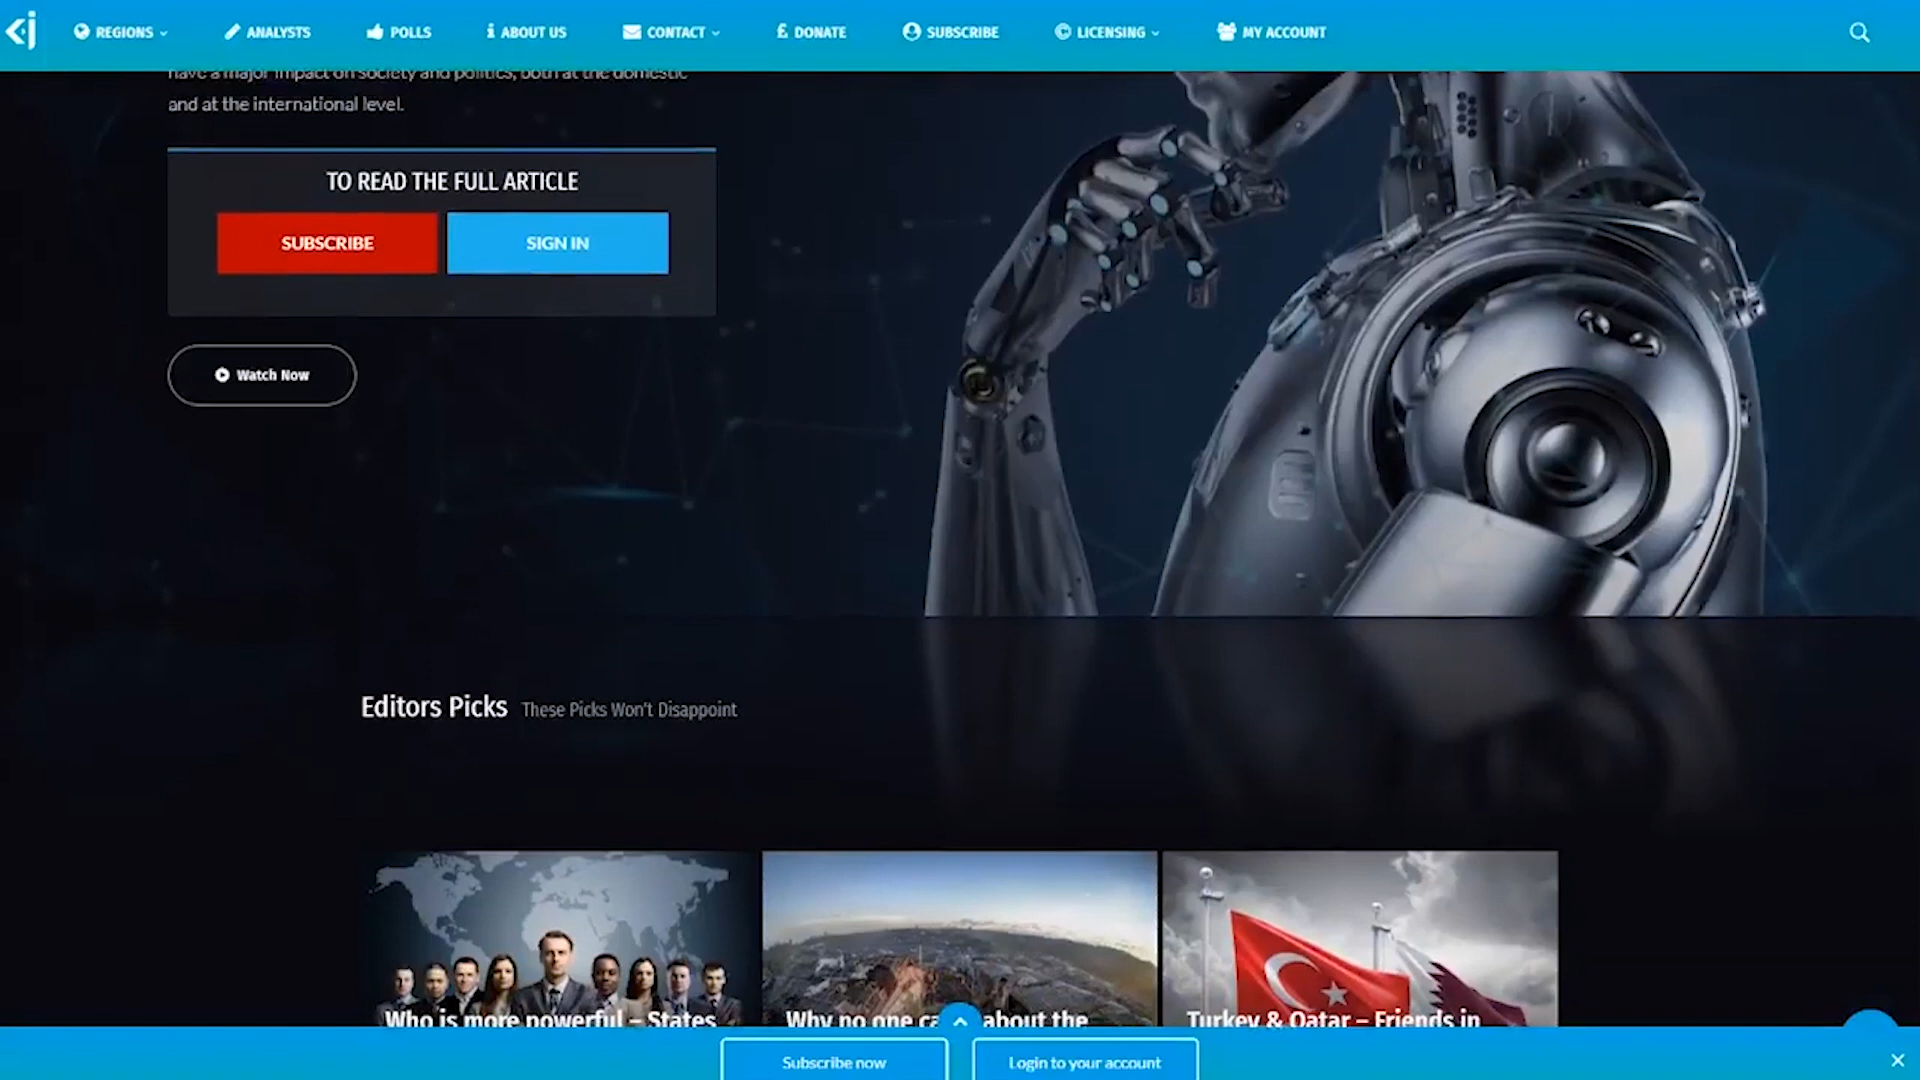 REGIONS
ANALYSTS
POLLS
ABOUT US
CONTACT
£ DONATE
SUBSCRIBE
LICENSING
MY ACCOUNT
have a major impact on society and politics, both at the domestic
and at the international level.
TO READ THE FULL ARTICLE
SUBSCRIBE
SIGN IN
Watch Now
Editors Picks These Picks Won't Disappoint
Who is more powerful – States
Why no one ca about the
Turkey & Qatar – Friends in
Subscribe now
Login to your account